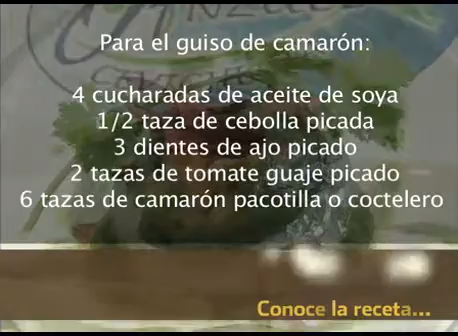 Para el guiso de camarón:
4 cucharadas de aceite de soya
1/2 taza de cebolla picada
3 dientes de ajo picado
2 tazas de tomate guaje picado
6 tazas de camarón pacotilla o coctelero
Conoce la receta...